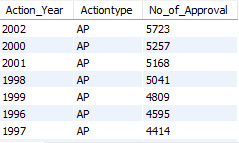 Action_Year Actiontype No_of_Approval
2002 AP 5723
2000 AP 5257
2001 AP 5168
1998 AP 5041
1999 AP 4809
1996 AP 4595
1997 AP 4414